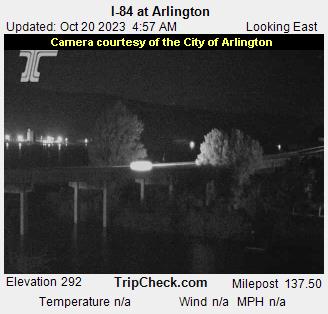 I-84 at Arlington
Updated: Oct 20 2023 4:57 AM Looking East
Camera courtesy of the City of Arlington
Elevation 292 TripCheck.com Milepost 137.50
Temperature n/a Wind n/a MPH n/a